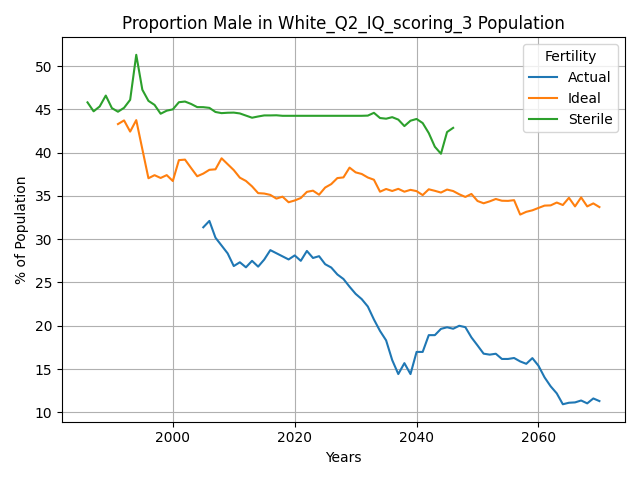 Proportion Male in White_Q2_IQ_scoring_3 Population
% of Population
50
45
40
35
30
25
20
15
10
Fertility
Actual
Ideal
Sterile
2000
2020
2040
2060
Years